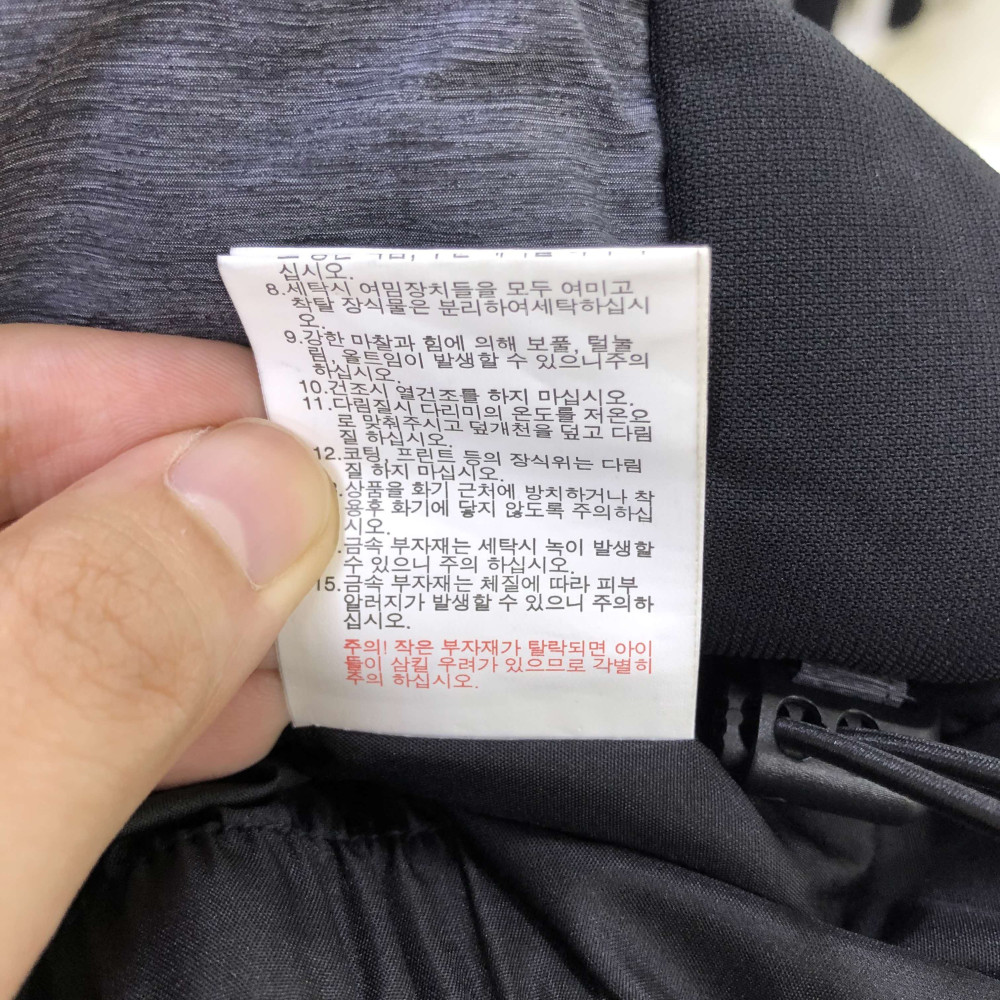 십시오.
8.세탁시 여밈장치들을 모두 여미고
착탈 장식물은 분리하여세탁하십시
오.
9.강한 마찰과 힘에 의해 보풀, 털눌
림, 올트임이 발생할 수 있으니주의
하십시오.
10.건조시 열건조를 하지 마십시오.
11.다림질시 다리미의 온도를 저온으
로 맞춰주시고 덮개천을 덮고 다림
질 하십시오.
12.코팅, 프린트 등의 장식위는 다림
질 하지 마십시오.
.상품을 화기 근처에 방치하거나 착
용후 화기에 닿지 않도록 주의하십
시오.
.금속 부자재는 세탁시 녹이 발생할
수 있으니 주의 하십시오.
15.금속 부자재는 체질에 따라 피부
알러지가 발생할 수 있으니 주의하
십시오.
주의! 작은 부자재가 탈락되면 아이
들이 삼킬 우려가 있으므로 각별히
주의 하십시오.